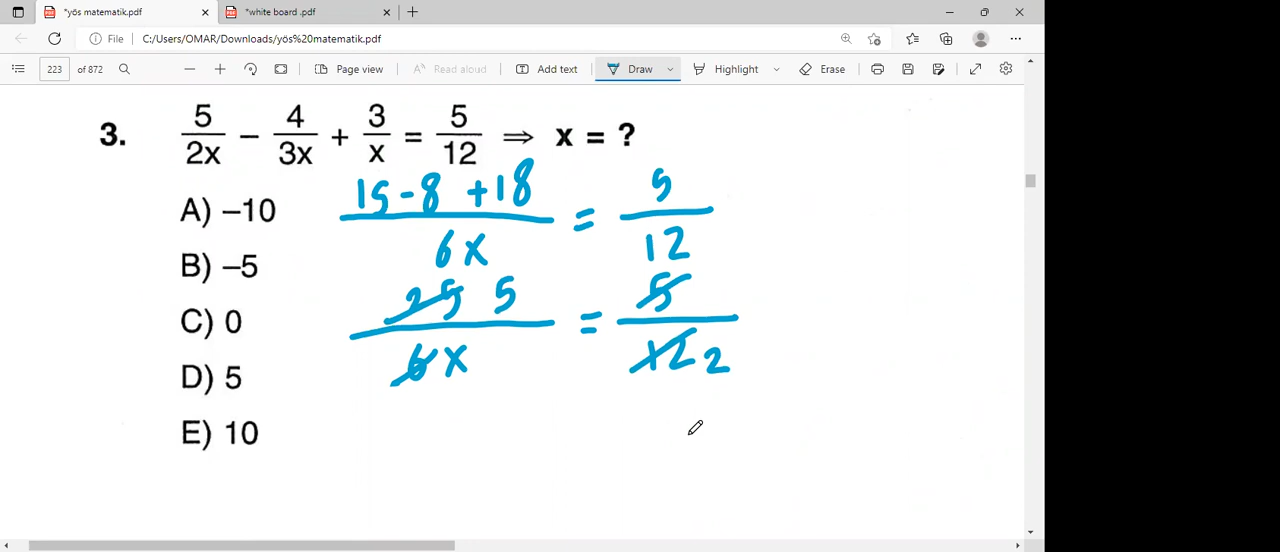 *yös matematik.pdf
*white board .pdf
File C:/Users/OMAR/Downloads/yös%20matematik.pdf
223 of 872 Page view Read aloud Add text Draw Highlight Erase
3. 5/2x − 4/3x + 3/x = 5/12 ⇒ x = ?
A) –10
B) –5
C) 0
D) 5
E) 10
15 - 8 + 18 / 6x = 5 / 12
25 5 / 6x = 5 / 12 2